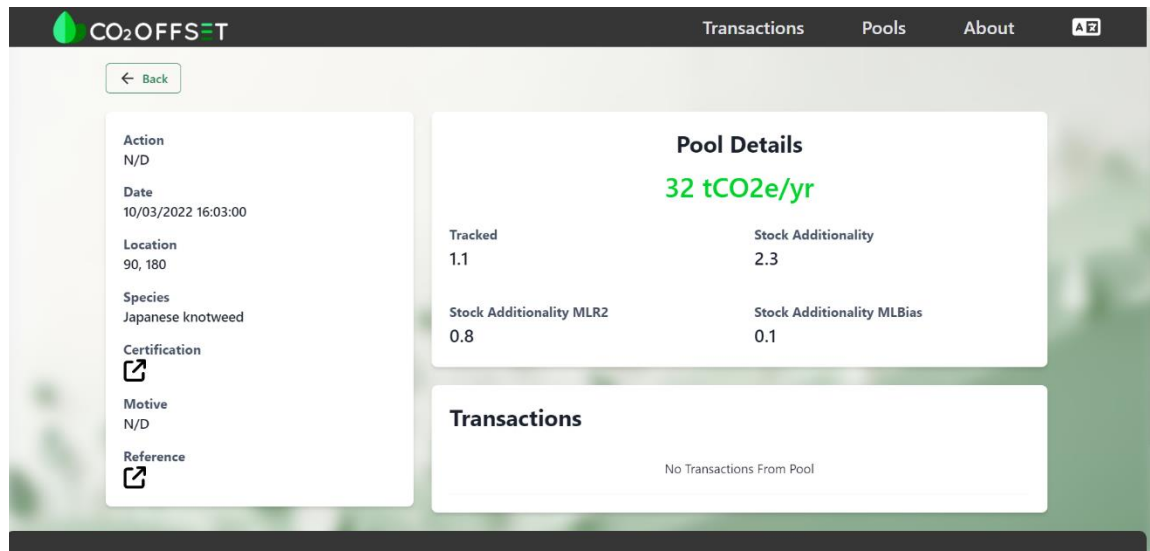 CO₂OFFSET
Transactions Pools About
A 文
← Back
Action
N/D
Date
10/03/2022 16:03:00
Location
90, 180
Species
Japanese knotweed
Certification
Motive
N/D
Reference
Pool Details
32 tCO2e/yr
Tracked
1.1
Stock Additionality
2.3
Stock Additionality MLR2
0.8
Stock Additionality MLBias
0.1
Transactions
No Transactions From Pool